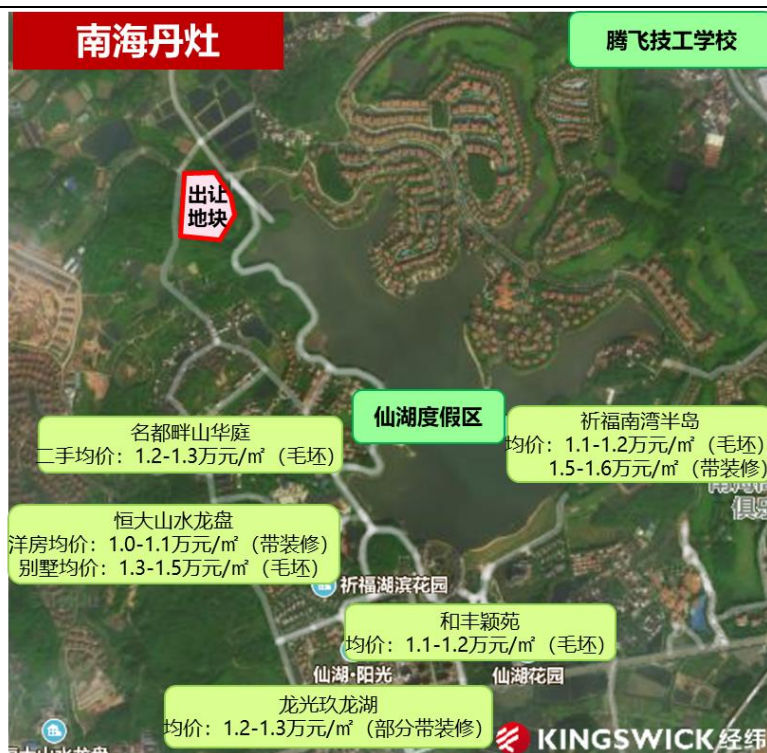 南海丹灶
腾飞技工学校
出让
地块
仙湖度假区
名都畔山华庭
二手均价：1.2-1.3万元/㎡（毛坯）
祈福南湾半岛
均价：1.1-1.2万元/㎡（毛坯）
1.5-1.6万元/㎡（带装修）
恒大山水龙盘
洋房均价：1.0-1.1万元/㎡（带装修）
别墅均价：1.3-1.5万元/㎡（毛坯）
祈福湖滨花园
和丰颖苑
均价：1.1-1.2万元/㎡（毛坯）
仙湖·阳光
仙湖花园
龙光玖龙湖
均价：1.2-1.3万元/㎡（部分带装修）
恒大山水龙盘
KINGSWICK经纬